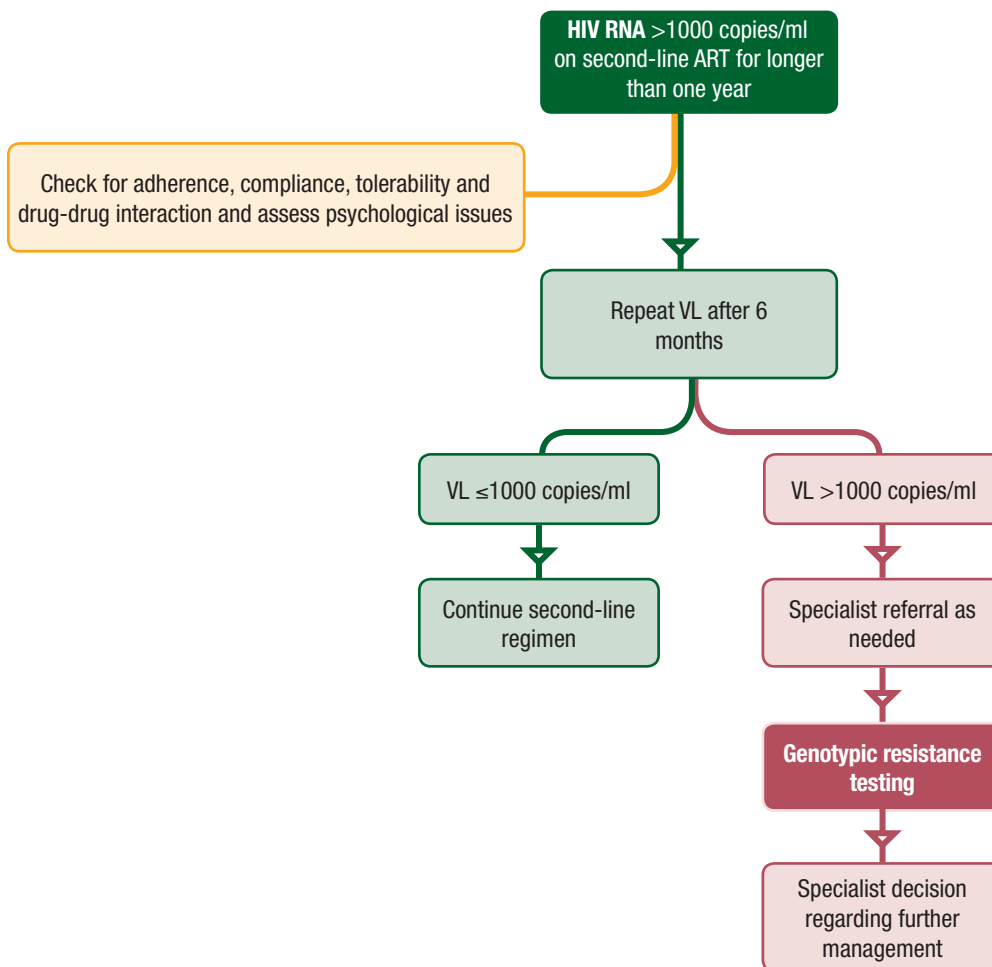 HIV RNA >1000 copies/ml
on second-line ART for longer
than one year
Check for adherence, compliance, tolerability and
drug-drug interaction and assess psychological issues
Repeat VL after 6
months
VL ≤1000 copies/ml
VL >1000 copies/ml
Continue second-line
regimen
Specialist referral as
needed
Genotypic resistance
testing
Specialist decision
regarding further
management